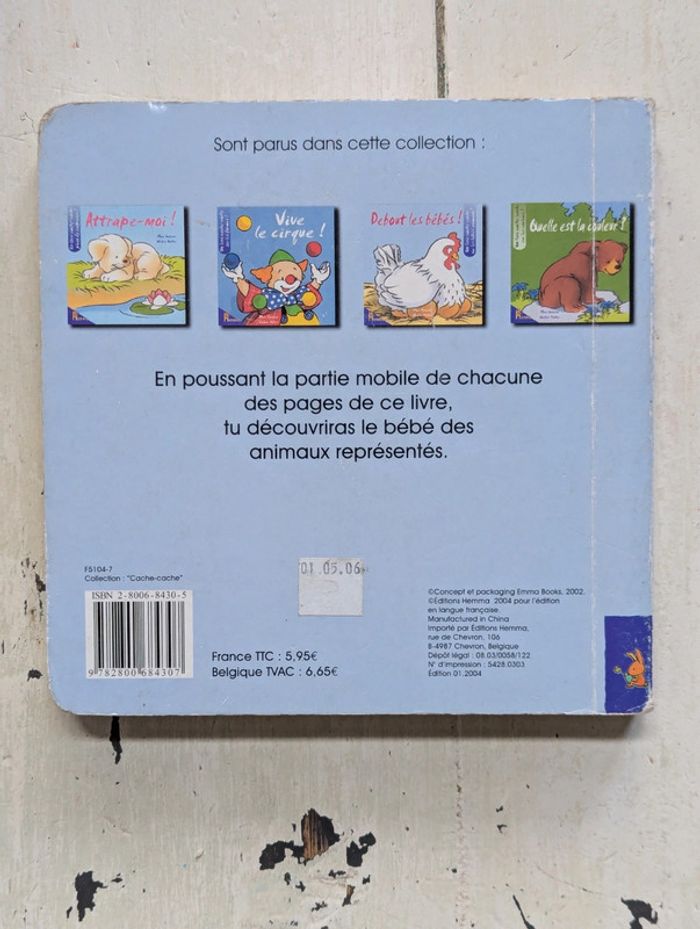 Sont parus dans cette collection :
Attrape-moi !
Vive
le cirque !
Debout les bébés !
Quelle est la couleur ?
En poussant la partie mobile de chacune
des pages de ce livre,
tu découvriras le bébé des
animaux représentés.
F5104-7
Collection : "Cache-cache"
ISBN 2-8006-8430-5
9 782800 684307
01.05.06
France TTC : 5,95€
Belgique TVAC : 6,65€
©Concept et packaging Emma Books, 2002.
©Éditions Hemma. 2004 pour l'édition
en langue française.
Manufactured in China
Importé par Éditions Hemma,
rue de Chevron, 106
B-4987 Chevron, Belgique
Dépôt légal : 08.03/0058/122
N° d'impression : 5428.0303
Édition 01.2004